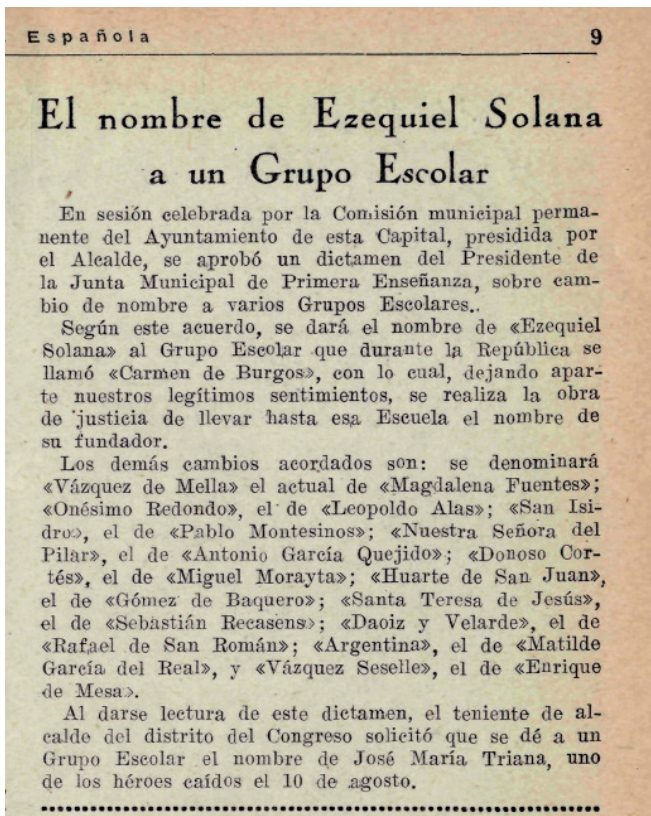 Española 9
El nombre de Ezequiel Solana
a un Grupo Escolar
En sesión celebrada por la Comisión municipal perma-
nente del Ayuntamiento de esta Capital, presidida por
el Alcalde, se aprobó un dictamen del Presidente de
la Junta Municipal de Primera Enseñanza, sobre cam-
bio de nombre a varios Grupos Escolares..
Según este acuerdo, se dará el nombre de «Ezequiel
Solana» al Grupo Escolar que durante la República se
llamó «Carmen de Burgos», con lo cual, dejando apar-
te nuestros legítimos sentimientos, se realiza la obra
de justicia de llevar hasta esa Escuela el nombre de
su fundador.
Los demás cambios acordados son: se denominará
«Vázquez de Mella» el actual de «Magdalena Fuentes»;
«Onésimo Redondo», el de «Leopoldo Alas»; «San Isi-
dro», el de «Pablo Montesinos»; «Nuestra Señora del
Pilar», el de «Antonio García Quejido»; «Donoso Cor-
tés», el de «Miguel Morayta»; «Huarte de San Juan»,
el de «Gómez de Baquero»; «Santa Teresa de Jesús»,
el de «Sebastián Recasens»; «Daoiz y Velarde», el de
«Rafael de San Román»; «Argentina», el de «Matilde
García del Real», y «Vázquez Seselle», el de «Enrique
de Mesa».
Al darse lectura de este dictamen, el teniente de al-
calde del distrito del Congreso solicitó que se dé a un
Grupo Escolar el nombre de José María Triana, uno
de los héroes caídos el 10 de agosto.